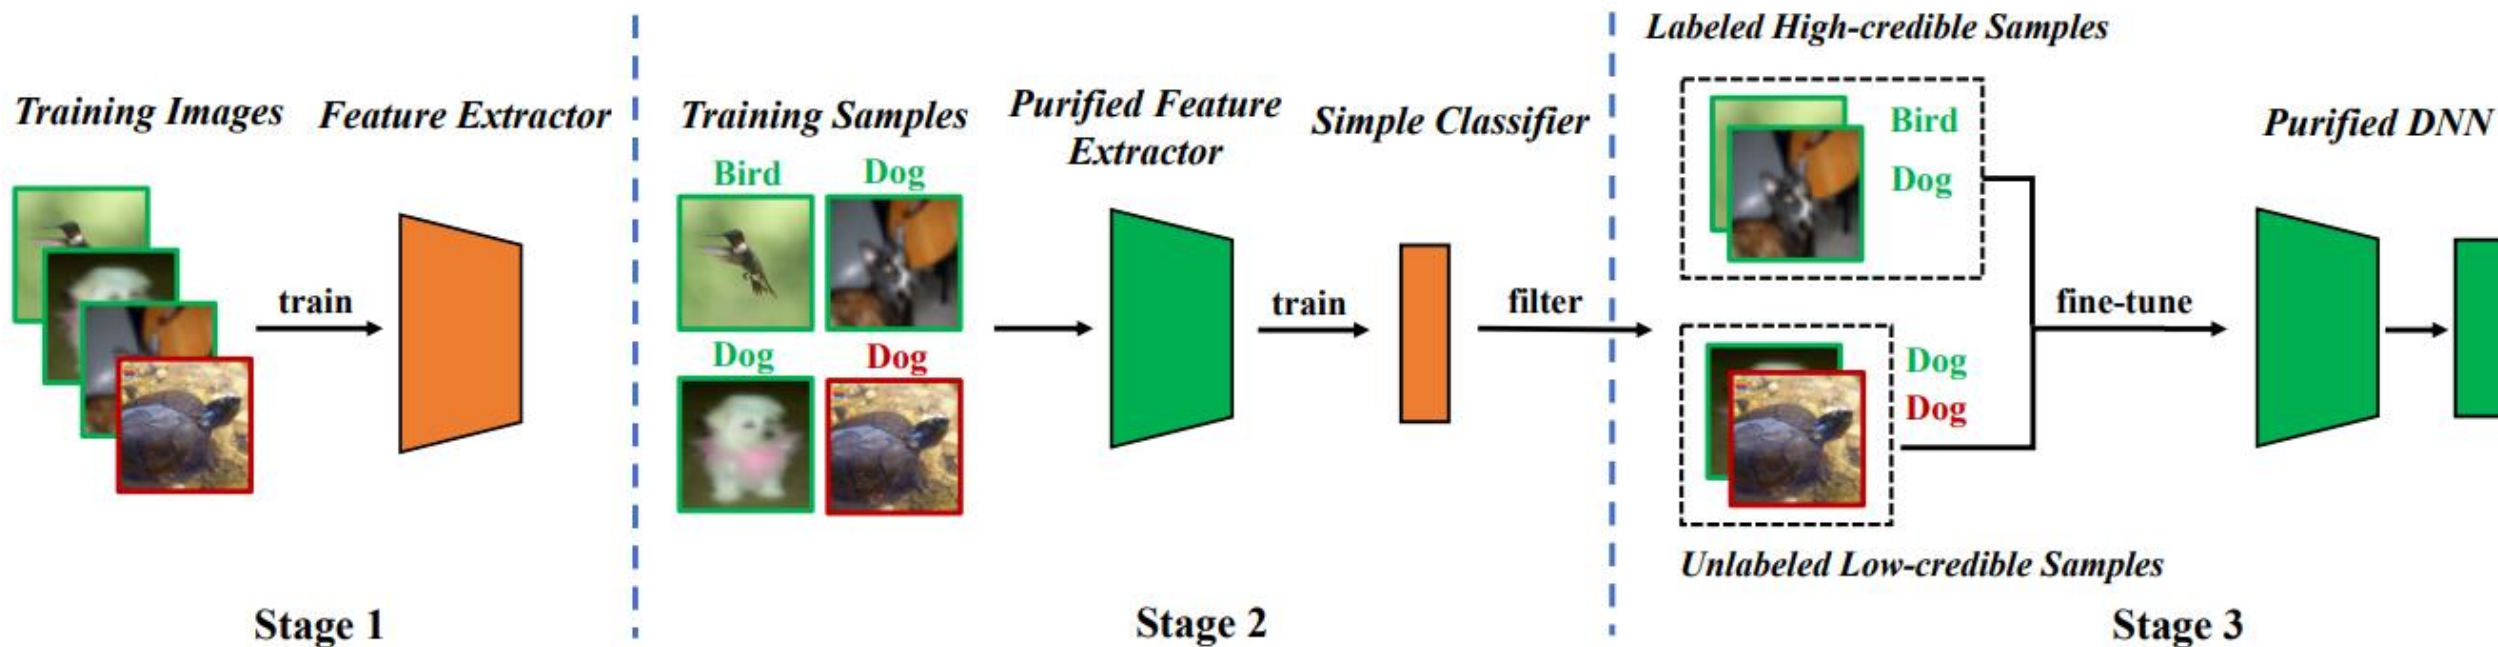 Training Images
Feature Extractor
train
Stage 1
Training Samples
Bird
Dog
Dog
Dog
Purified Feature
Extractor
train
Simple Classifier
filter
Stage 2
Labeled High-credible Samples
Bird
Dog
Dog
Dog
Unlabeled Low-credible Samples
fine-tune
Purified DNN
Stage 3